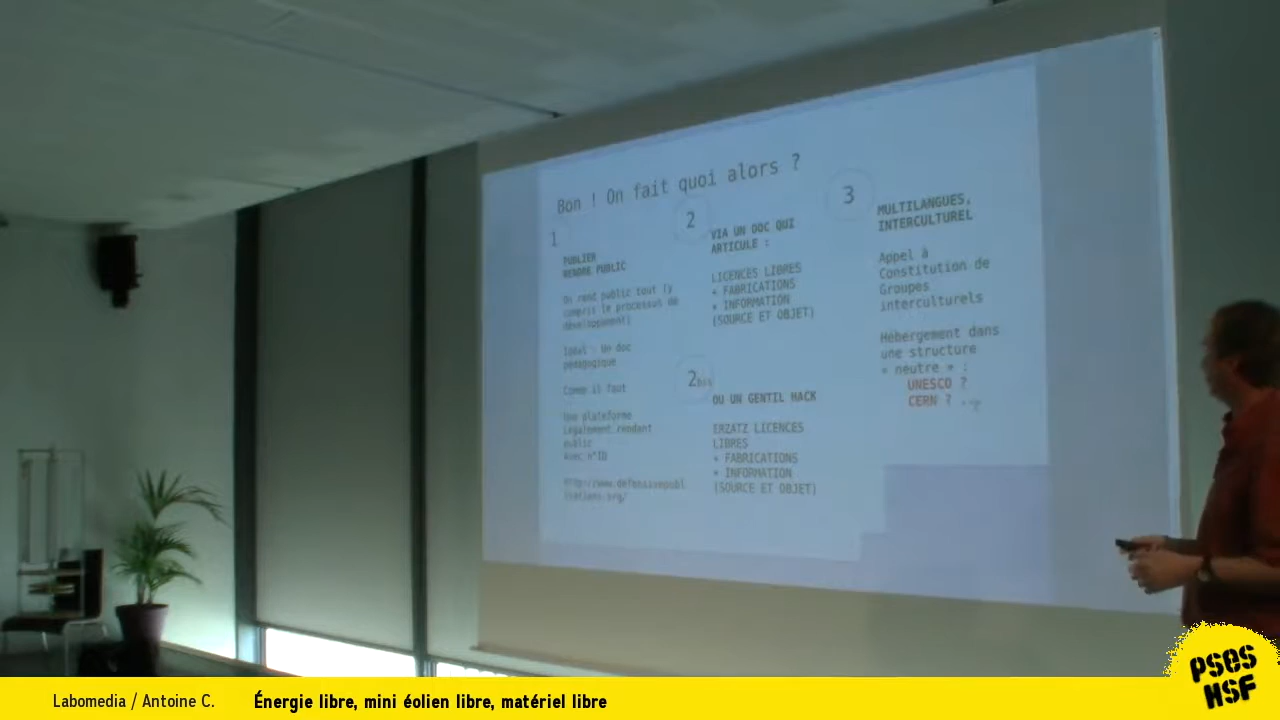 Bon ! On fait quoi alors ?
1
PUBLIER
RENDRE PUBLIC
On rend public tout (y
compris le processus de
développement)
Idéal : Un doc
pédagogique
Comme il faut
Une plateforme
Légalement rendant
public
Avec n°ID
http://www.defensivepubl
ications.org/
2
VIA UN DOC QUI
ARTICULE :
LICENCES LIBRES
+ FABRICATIONS
+ INFORMATION
(SOURCE ET OBJET)
2Bis
OU UN GENTIL HACK
ERZATZ LICENCES
LIBRES
+ FABRICATIONS
+ INFORMATION
(SOURCE ET OBJET)
3
MULTILANGUES,
INTERCULTUREL
Appel à
Constitution de
Groupes
interculturels
Hébergement dans
une structure
« neutre » :
UNESCO ?
CERN ?
Labomedia / Antoine C.
Énergie libre, mini éolien libre, matériel libre
PSES
HSF